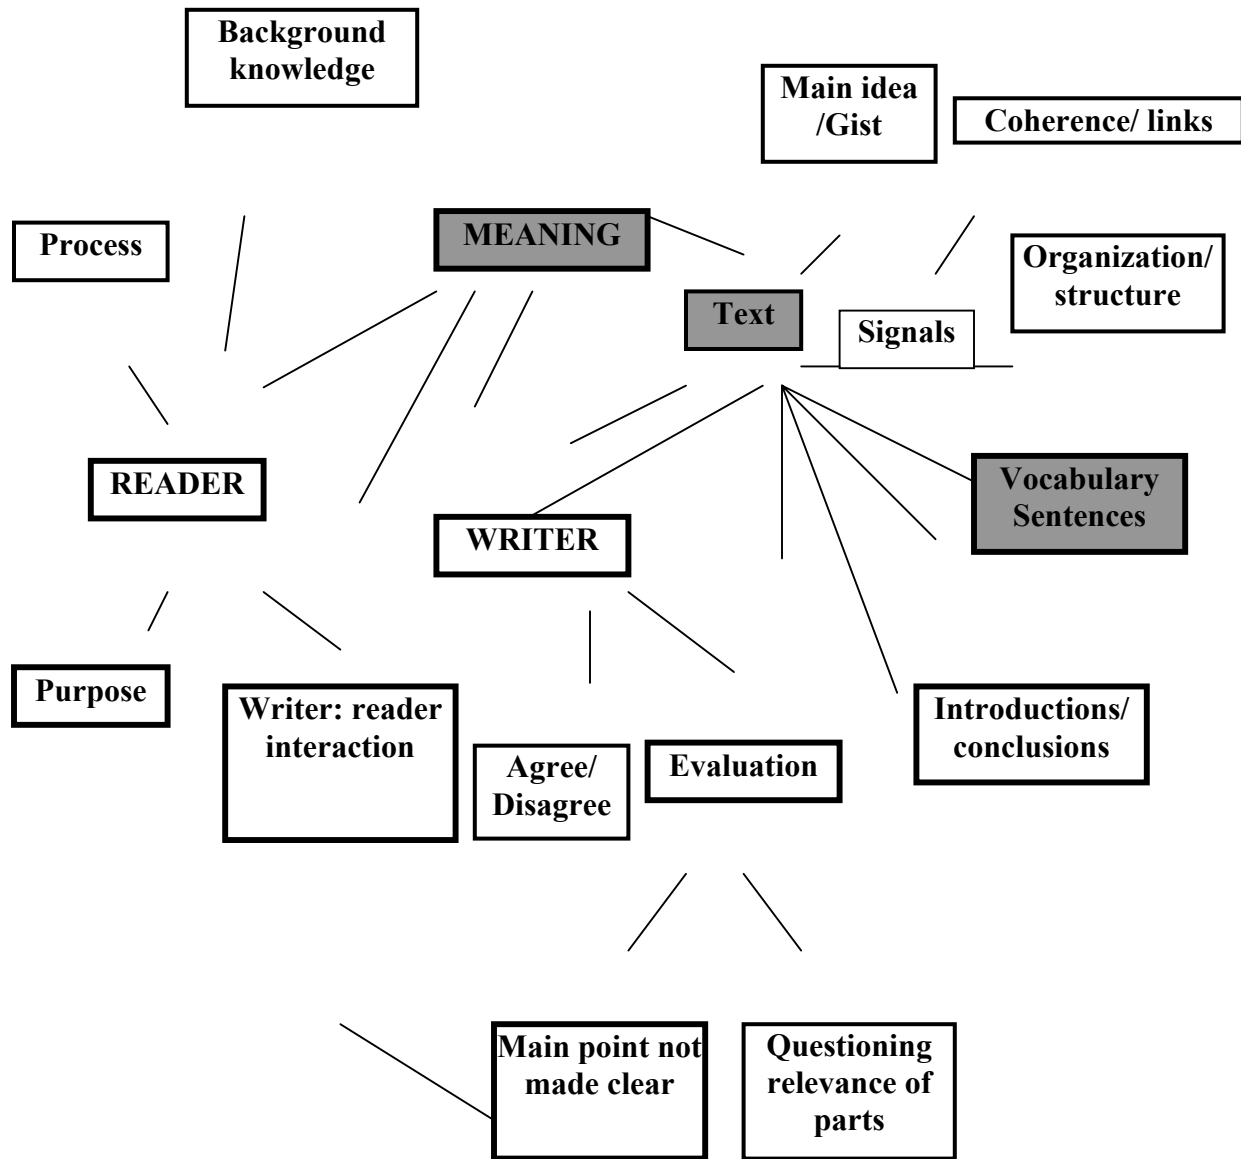 Background
knowledge
Main idea
/Gist
Coherence/ links
Process
MEANING
Organization/
structure
Text
Signals
READER
Vocabulary
Sentences
WRITER
Purpose
Writer: reader
interaction
Agree/
Disagree
Evaluation
Introductions/
conclusions
Main point not
made clear
Questioning
relevance of
parts